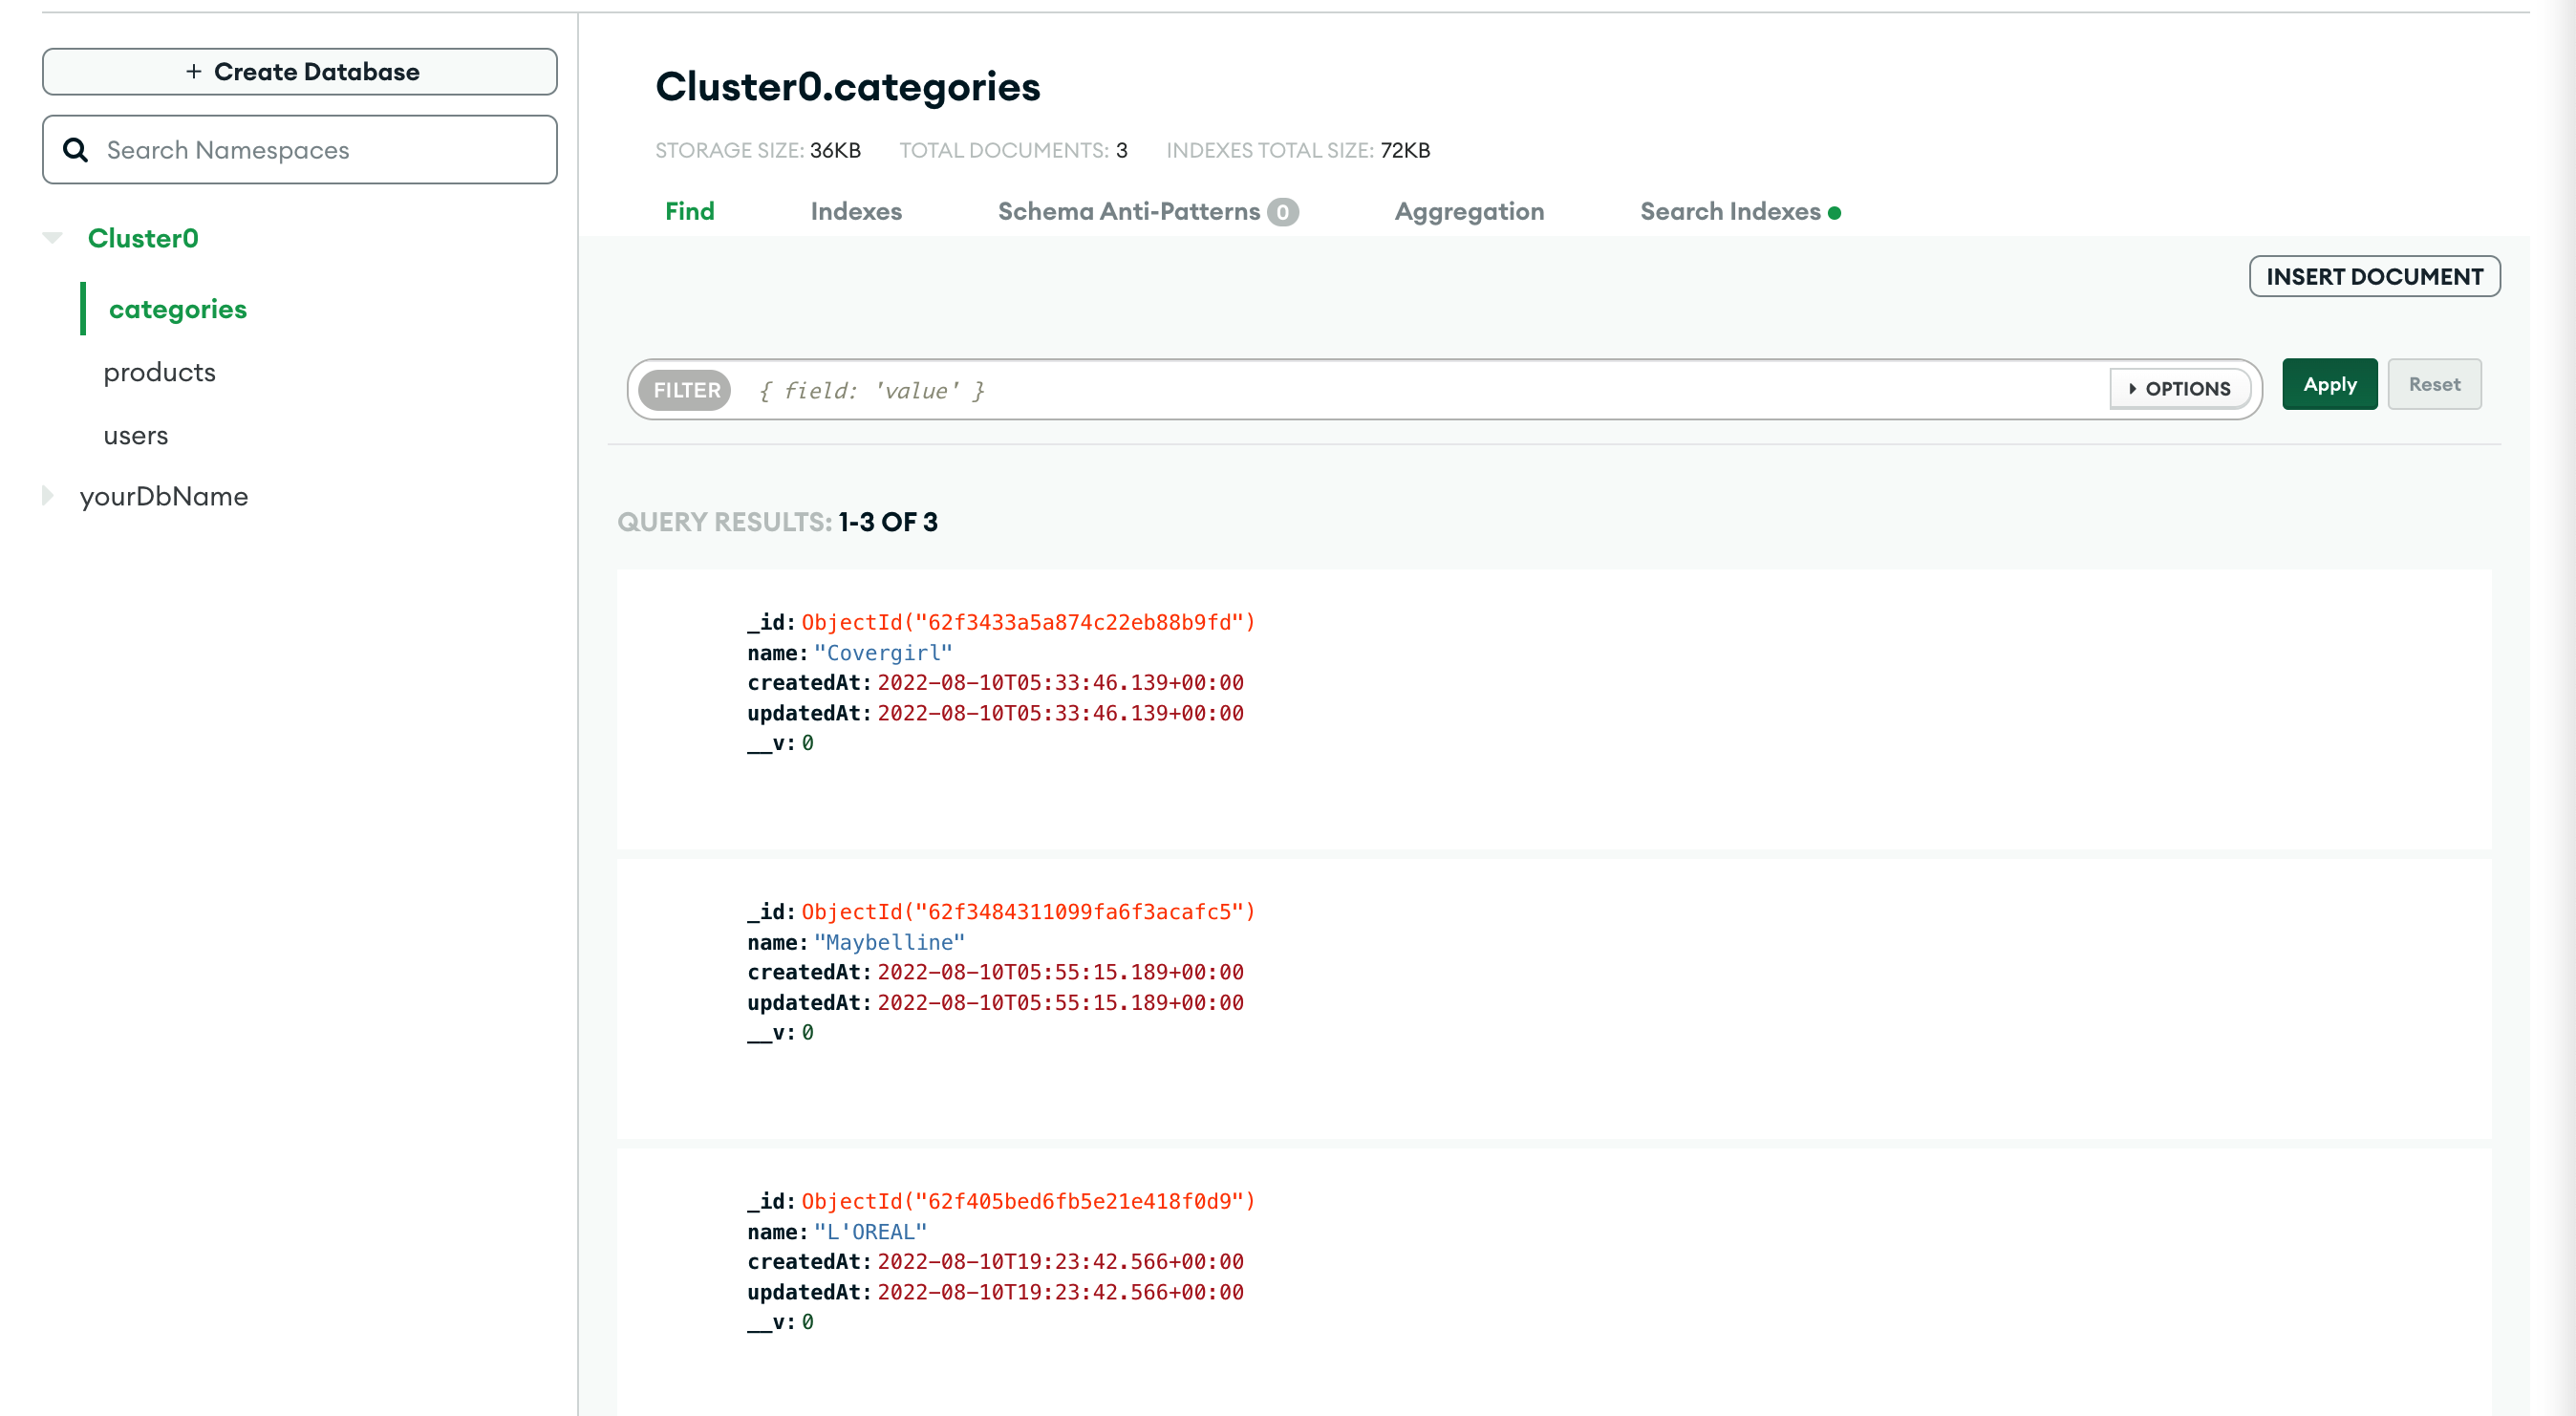 + Create Database
Search Namespaces
Cluster0
categories
products
users
yourDbName
Cluster0.categories
STORAGE SIZE: 36KB TOTAL DOCUMENTS: 3 INDEXES TOTAL SIZE: 72KB
Find Indexes Schema Anti-Patterns 0 Aggregation Search Indexes
INSERT DOCUMENT
FILTER { field: 'value' } OPTIONS Apply Reset
QUERY RESULTS: 1-3 OF 3
_id: ObjectId("62f3433a5a874c22eb88b9fd")
name: "Covergirl"
createdAt: 2022-08-10T05:33:46.139+00:00
updatedAt: 2022-08-10T05:33:46.139+00:00
__v: 0
_id: ObjectId("62f3484311099fa6f3acafc5")
name: "Maybelline"
createdAt: 2022-08-10T05:55:15.189+00:00
updatedAt: 2022-08-10T05:55:15.189+00:00
__v: 0
_id: ObjectId("62f405bed6fb5e21e418f0d9")
name: "L'OREAL"
createdAt: 2022-08-10T19:23:42.566+00:00
updatedAt: 2022-08-10T19:23:42.566+00:00
__v: 0